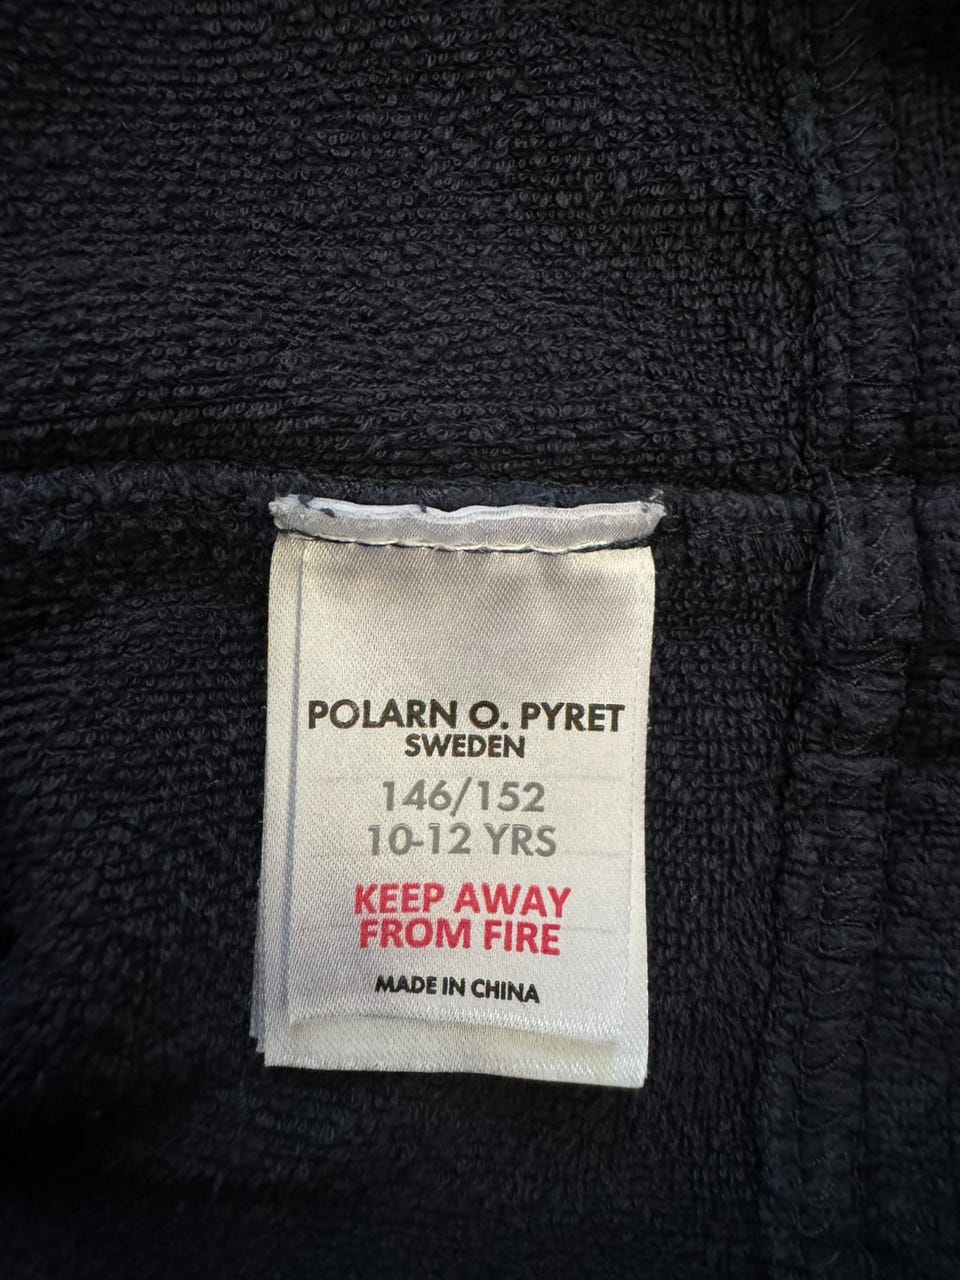 POLARN O. PYRET
SWEDEN
146/152
10-12 YRS
KEEP AWAY
FROM FIRE
MADE IN CHINA